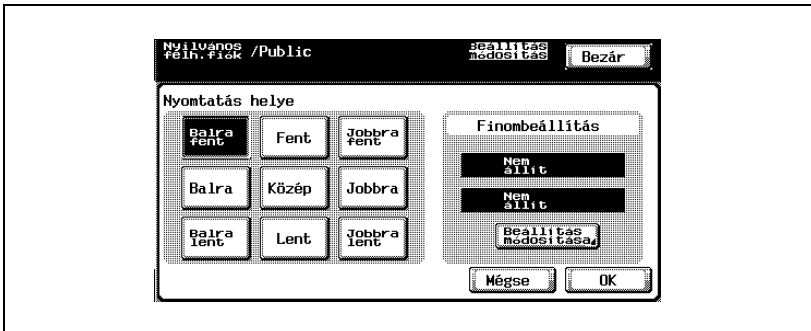 Nyilvános
félh.fiók /Public
Beállítás
módosítás
Bezár
Nyomtatás helye
Balra
fent
Fent
Jobbra
fent
Balra
Közép
Jobbra
Balra
lent
Lent
Jobbra
lent
Finombeállítás
Nem
állít
Nem
állít
Beállítás
módosítása
Mégse
OK